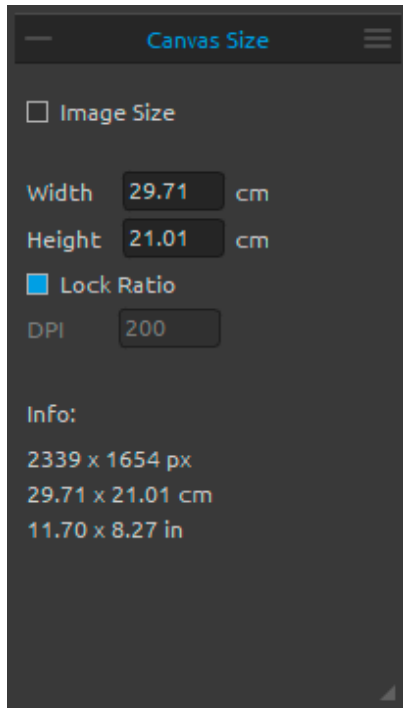 Canvas Size
Image Size
Width 29.71 cm
Height 21.01 cm
Lock Ratio
DPI 200
Info:
2339 x 1654 px
29.71 x 21.01 cm
11.70 x 8.27 in